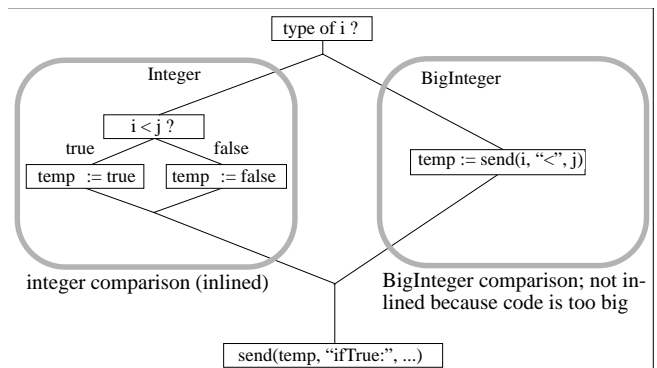 type of i ?
Integer
BigInteger
i < j ?
true
false
temp := true
temp := false
temp := send(i, “<”, j)
integer comparison (inlined)
BigInteger comparison; not in-
lined because code is too big
send(temp, “ifTrue:”, ...)